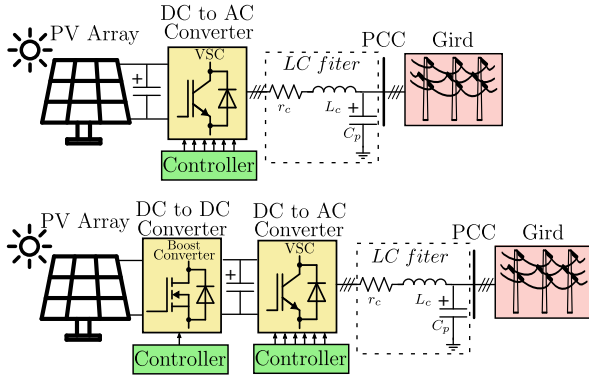 DC to AC
Converter
PV Array
VSC
LC fiter
PCC
Gird
+
r_c
L_c
+
C_p
Controller
DC to DC
Converter
DC to AC
Converter
PV Array
Boost
Converter
VSC
LC fiter
PCC
Gird
+
r_c
L_c
+
C_p
Controller
Controller